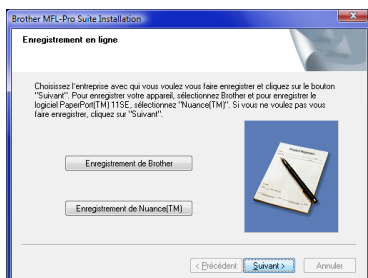 Brother MFL-Pro Suite Installation
Enregistrement en ligne
Choisissez l'entreprise avec qui vous voulez vous faire enregistrer et cliquez sur le bouton
"Suivant". Pour enregistrer votre appareil, sélectionnez Brother et pour enregistrer le
logiciel PaperPort(TM) 11SE, sélectionnez "Nuance(TM)". Si vous ne voulez pas vous
faire enregistrer, cliquez sur "Suivant".
Enregistrement de Brother
Enregistrement de Nuance(TM)
< Précédent
Suivant >
Annuler